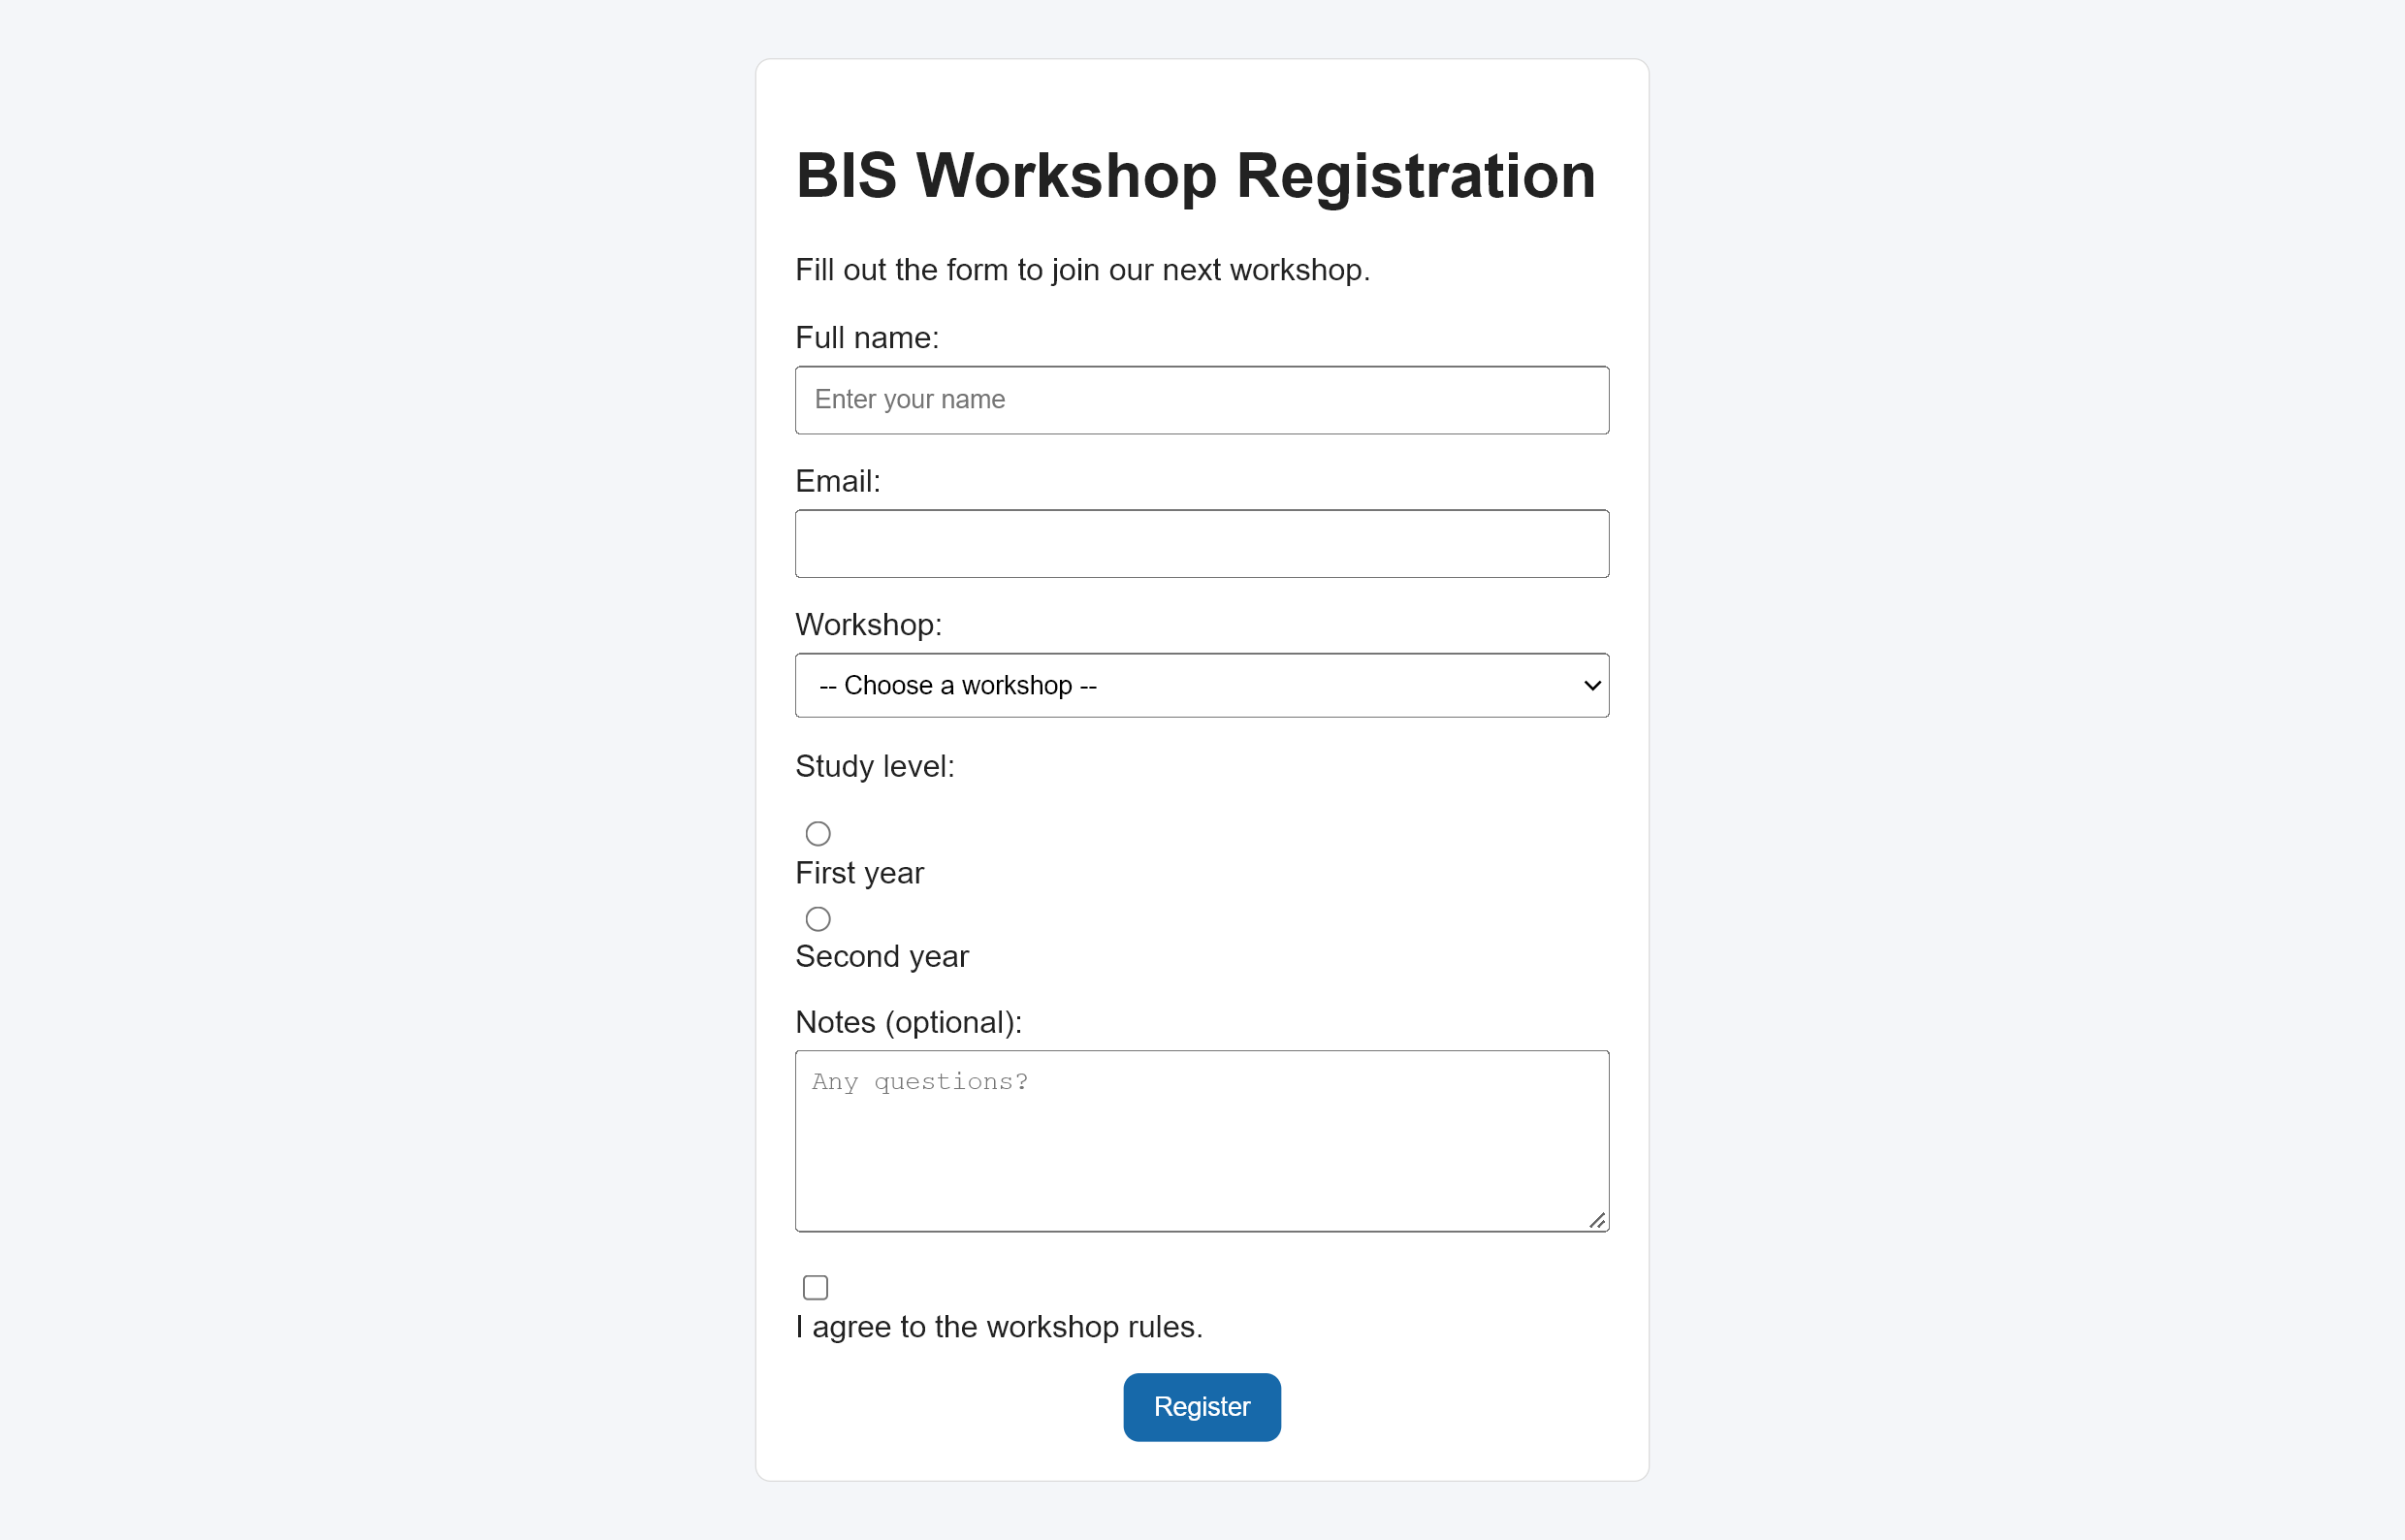 BIS Workshop Registration
Fill out the form to join our next workshop.
Full name:
Enter your name
Email:
Workshop:
-- Choose a workshop --
Study level:
First year
Second year
Notes (optional):
Any questions?
I agree to the workshop rules.
Register